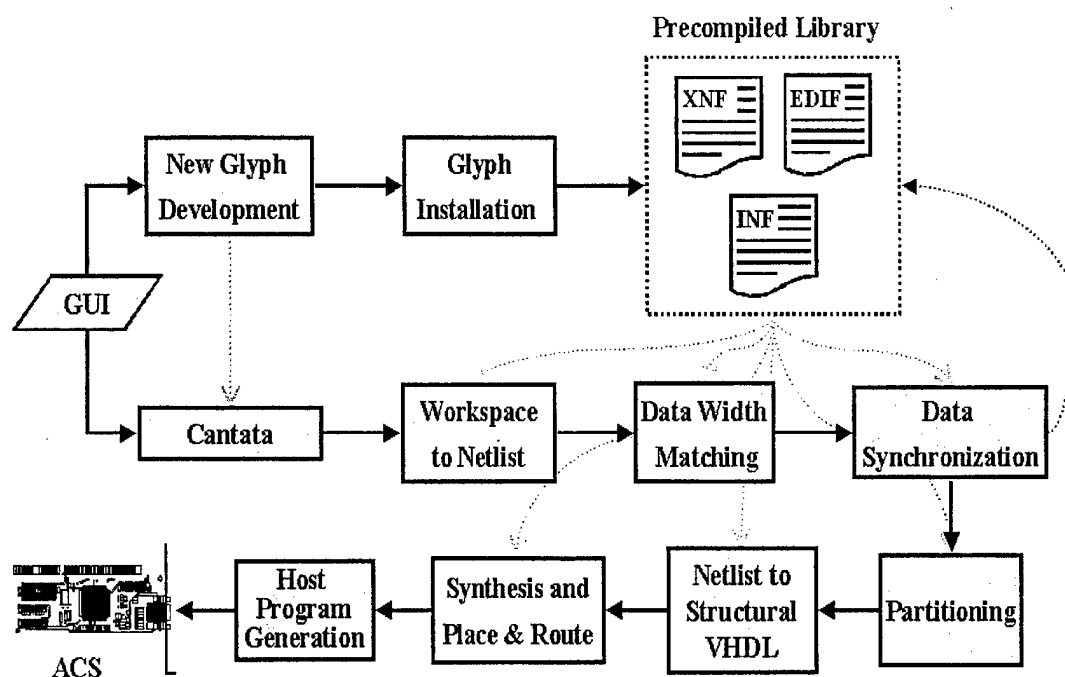 Precompiled Library
XNF
EDIF
INF
New Glyph
Development
Glyph
Installation
GUI
Cantata
Workspace
to Netlist
Data Width
Matching
Data
Synchronization
Host
Program
Generation
Synthesis and
Place & Route
Netlist to
Structural
VHDL
Partitioning
ACS